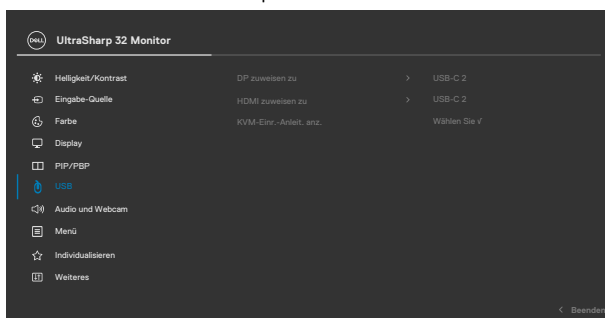 DELL UltraSharp 32 Monitor
Helligkeit/Kontrast DP zuweisen zu > USB-C 2
Eingabe-Quelle HDMI zuweisen zu > USB-C 2
Farbe KVM-Einr.-Anleit. anz. Wählen Sie √
Display
PIP/PBP
USB
Audio und Webcam
Menü
Individualisieren
Weiteres
< Beenden